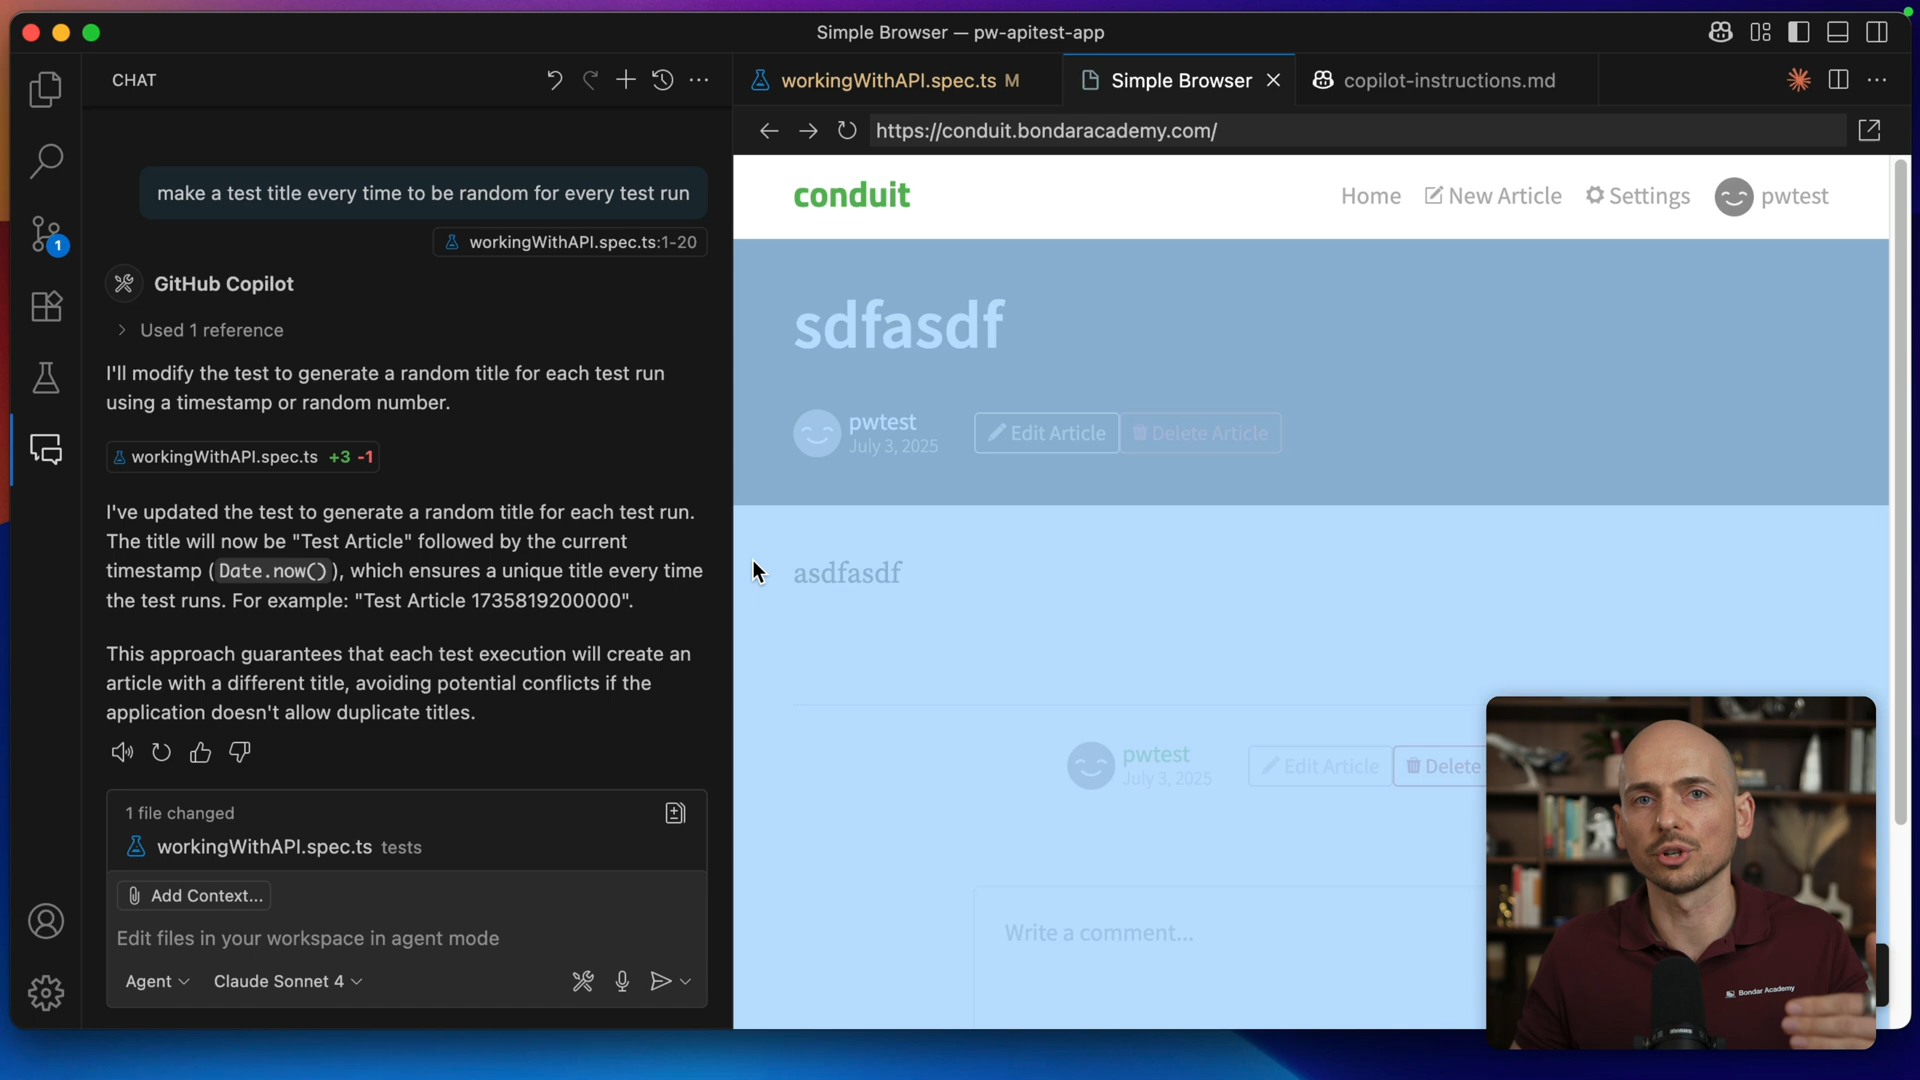 Simple Browser — pw-apitest-app
CHAT
workingWithAPI.spec.ts M
Simple Browser
copilot-instructions.md
https://conduit.bondaracademy.com/
make a test title every time to be random for every test run
workingWithAPI.spec.ts:1-20
GitHub Copilot
Used 1 reference
I'll modify the test to generate a random title for each test run
using a timestamp or random number.
workingWithAPI.spec.ts +3 -1
I've updated the test to generate a random title for each test run.
The title will now be "Test Article" followed by the current
timestamp (Date.now()), which ensures a unique title every time
the test runs. For example: "Test Article 1735819200000".
This approach guarantees that each test execution will create an
article with a different title, avoiding potential conflicts if the
application doesn't allow duplicate titles.
1 file changed
workingWithAPI.spec.ts tests
Add Context...
Edit files in your workspace in agent mode
Agent
Claude Sonnet 4
1
conduit
Home
New Article
Settings
pwtest
sdfasdf
pwtest
July 3, 2025
Edit Article
Delete Article
asdfasdf
pwtest
July 3, 2025
Edit Article
Delete
Write a comment...
Bondar Academy